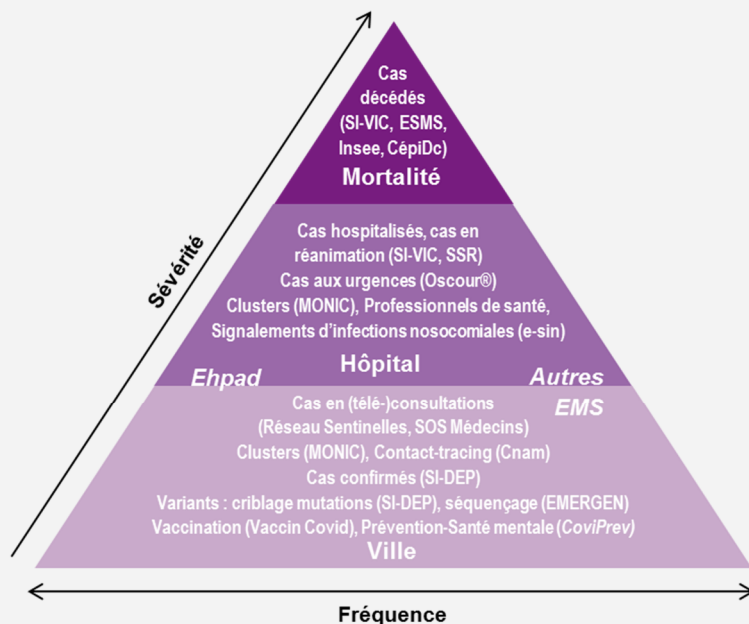 Cas
décédés
(SI-VIC, ESMS,
Insee, CépiDc)
Mortalité
Sévérité
Cas hospitalisés, cas en
réanimation (SI-VIC, SSR)
Cas aux urgences (Oscour®)
Clusters (MONIC), Professionnels de santé,
Signalements d'infections nosocomiales (e-sin)
Hôpital
Ehpad
Autres
EMS
Cas en (télé-)consultations
(Réseau Sentinelles, SOS Médecins)
Clusters (MONIC), Contact-tracing (Cnam)
Cas confirmés (SI-DEP)
Variants : criblage mutations (SI-DEP), séquençage (EMERGEN)
Vaccination (Vaccin Covid), Prévention-Santé mentale (CoviPrev)
Ville
Fréquence